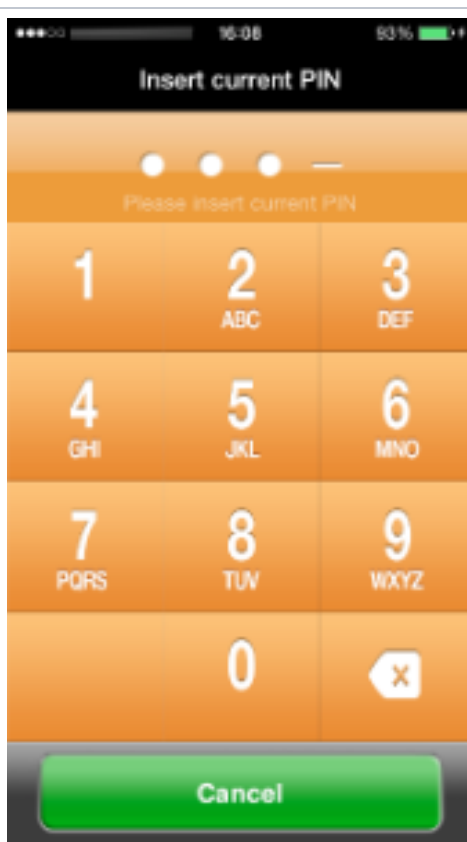 16:08 93%
Insert current PIN
Please insert current PIN
1 2 3
ABC DEF
4 5 6
GHI JKL MNO
7 8 9
PQRS TUV WXYZ
0
Cancel